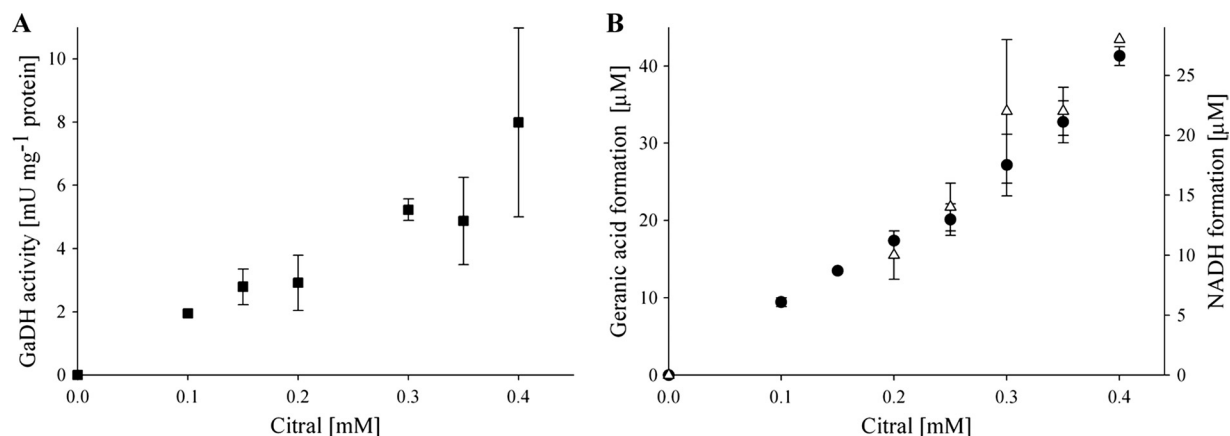 A
GaDH activity [mU mg-1 protein]
10
8
6
4
2
0
0.0 0.1 0.2 0.3 0.4
Citral [mM]
B
Geranic acid formation [µM]
40
30
20
10
0
0.0 0.1 0.2 0.3 0.4
Citral [mM]
25
20
15
10
5
0
NADH formation [µM]